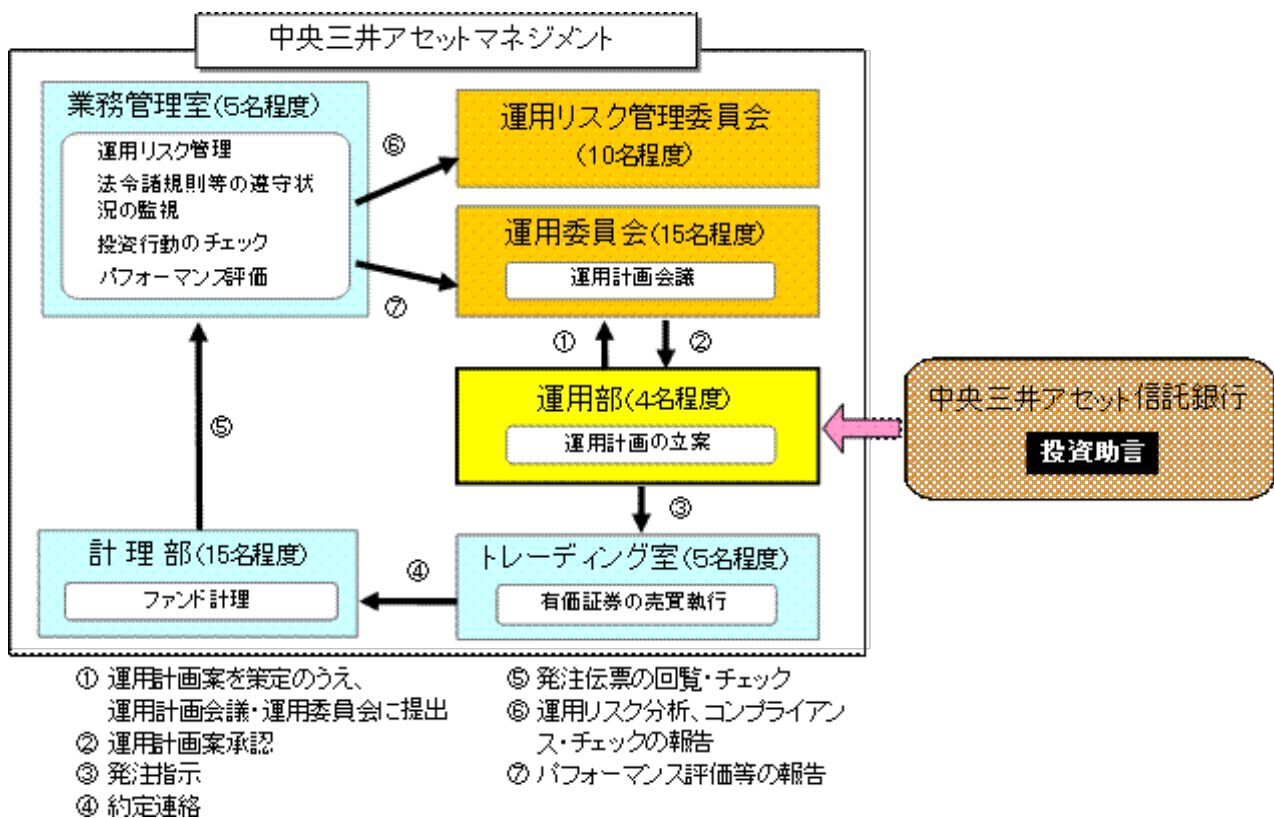 中央三井アセットマネジメント
業務管理室(5名程度)
運用リスク管理
法令諸規則等の遵守状
況の監視
投資行動のチェック
パフォーマンス評価
⑥
⑦
運用リスク管理委員会
(10名程度)
運用委員会(15名程度)
運用計画会議
①
②
運用部(4名程度)
運用計画の立案
中央三井アセット信託銀行
投資助言
⑤
③
計理部(15名程度)
ファンド計理
④
トレーディング室(5名程度)
有価証券の売買執行
① 運用計画案を策定のうえ、
運用計画会議・運用委員会に提出
② 運用計画案承認
③ 発注指示
④ 約定連絡
⑤ 発注伝票の回覧・チェック
⑥ 運用リスク分析、コンプライアン
ス・チェックの報告
⑦ パフォーマンス評価等の報告